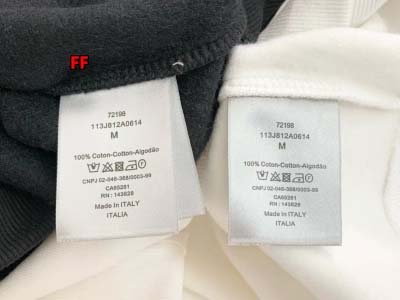 FF
72198
113J812A0614
M
100% Coton-Cotton-Algodão
CNPJ 02-046-368/0003-99
CA65281
RN : 143628
Made In ITALY
ITALIA
72198
113J812A0614
M
100% Coton-Cotton-Algodão
CNPJ 02-046-368/0003-99
CA65281
RN : 143628
Made In ITALY
ITALIA